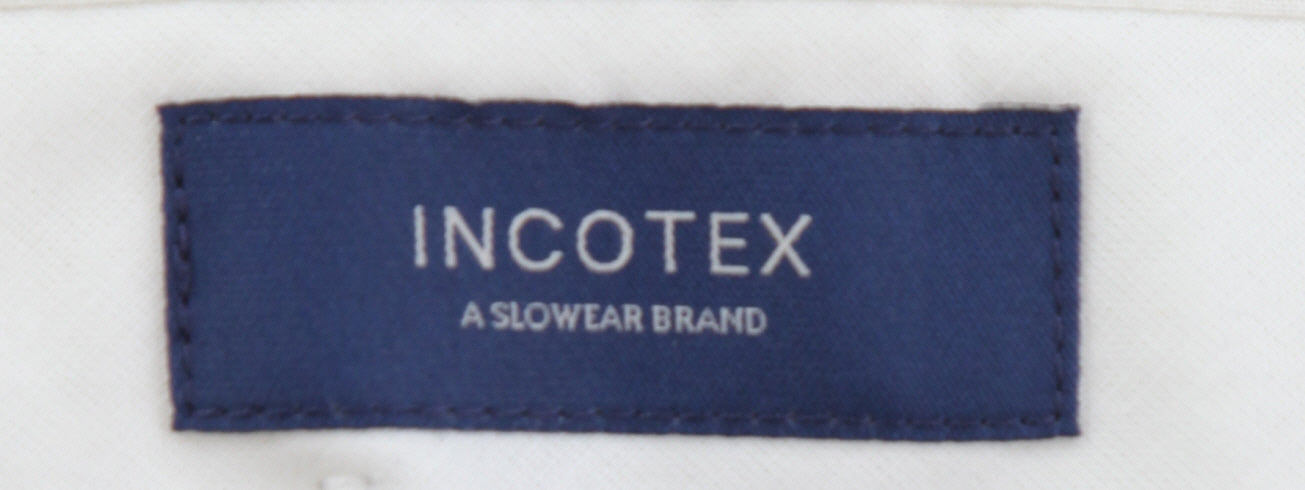 INCOTEX
A SLOWEAR BRAND